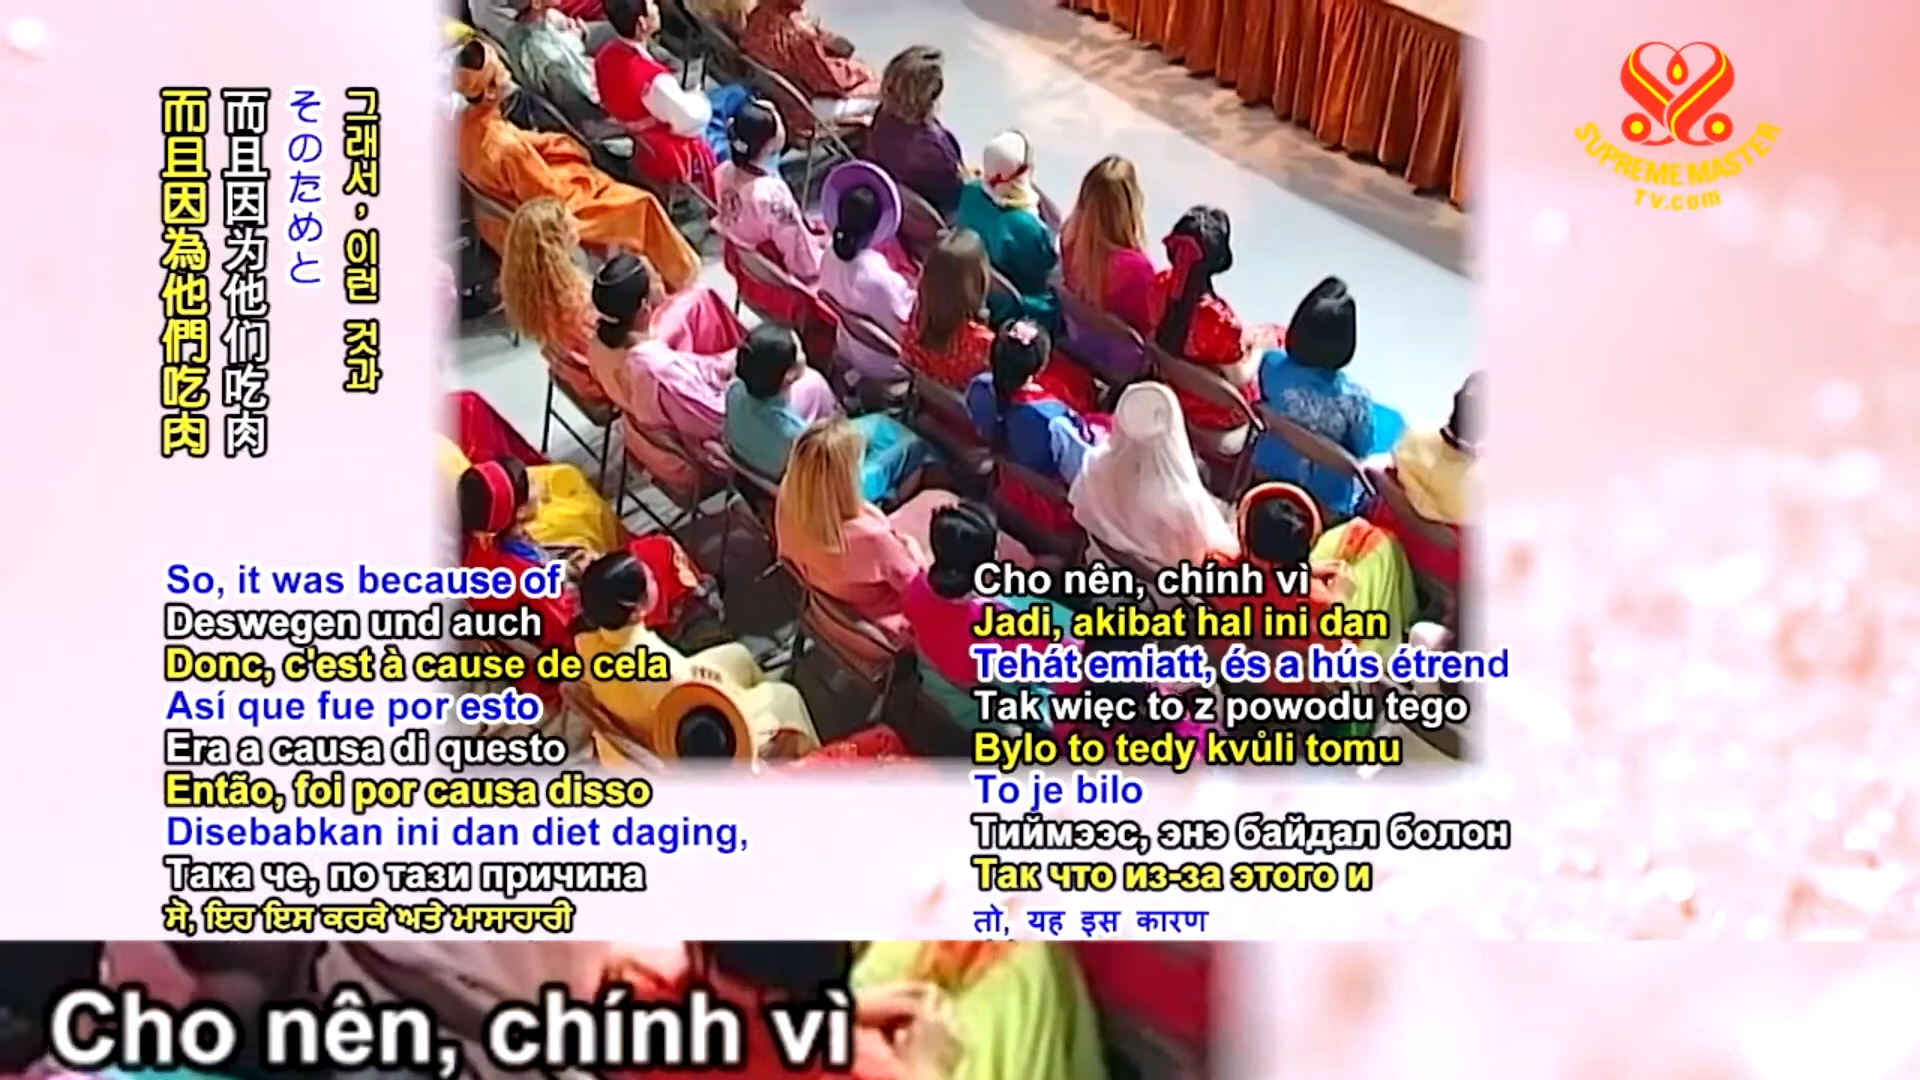 而且因為他們吃肉
而且因为他们吃肉
そのためと
그래서, 이런 것과
SUPREME MASTER
TV.com
So, it was because of
Deswegen und auch
Donc, c'est à cause de cela
Así que fue por esto
Era a causa di questo
Então, foi por causa disso
Disebabkan ini dan diet daging,
Така че, по тази причина
ਸੋ, ਇਹ ਇਸ ਕਰਕੇ ਅਤੇ ਮਾਸਾਹਾਰੀ
Cho nên, chính vì
Jadi, akibat hal ini dan
Tehát emiatt, és a hús étrend
Tak więc to z powodu tego
Bylo to tedy kvůli tomu
To je bilo
Тиймээс, энэ байдал болон
Так что из-за этого и
तो, यह इस कारण
Cho nên, chính vì